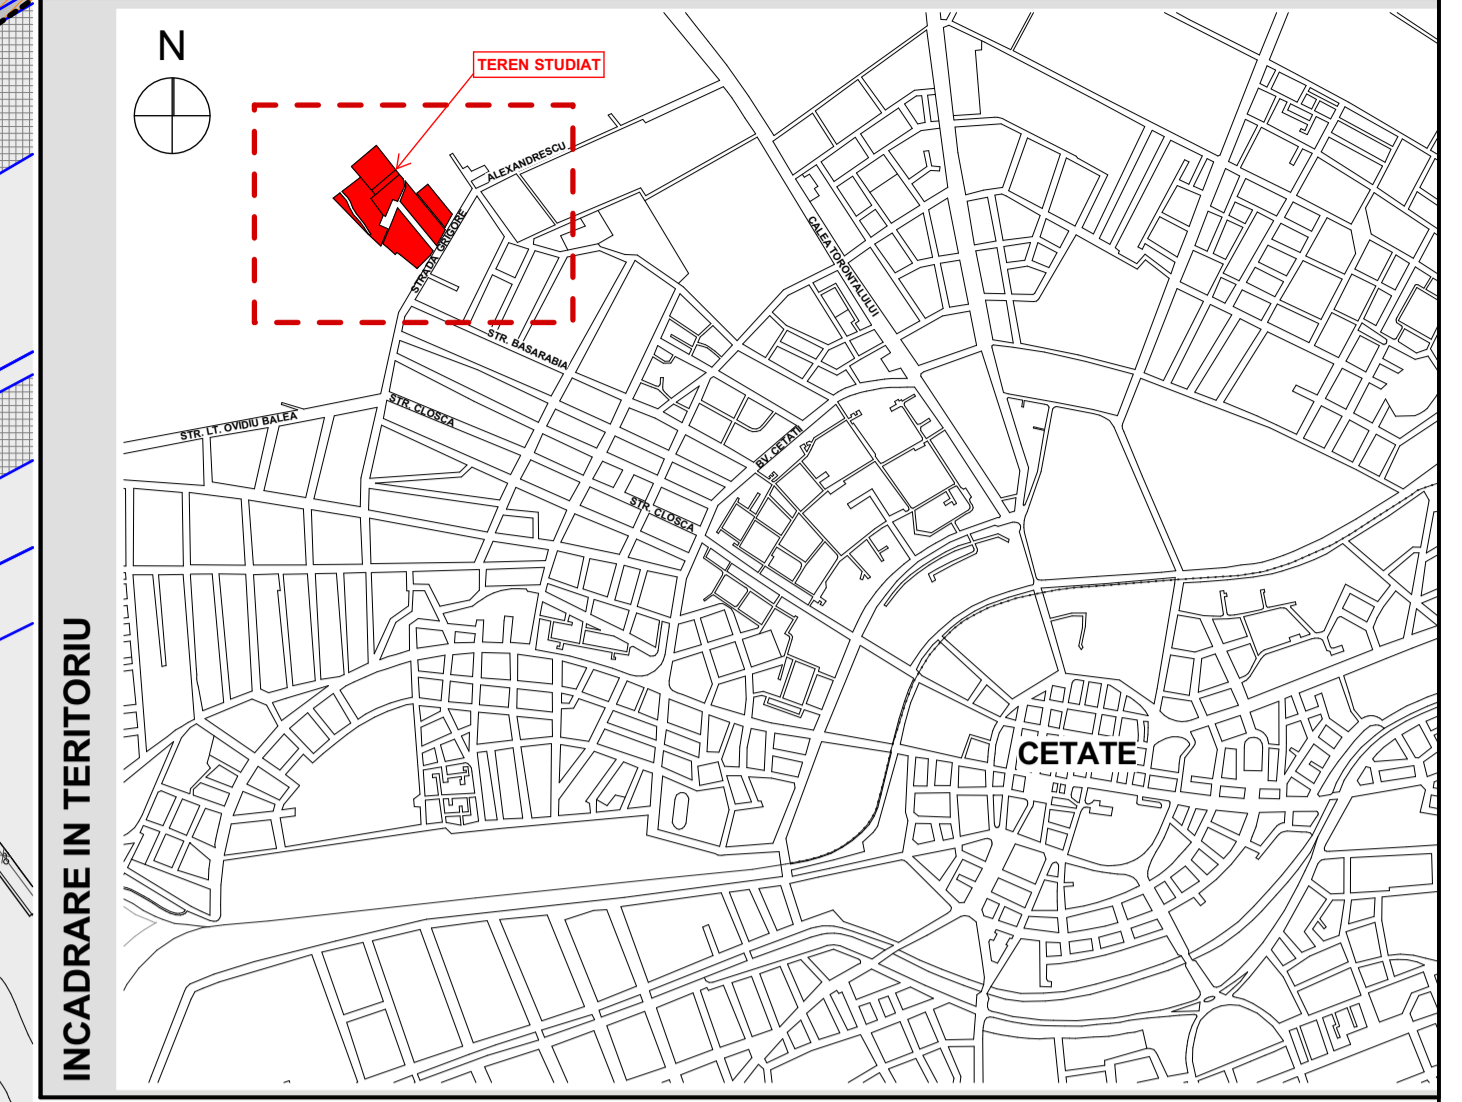 N
TEREN STUDIAT
ALEXANDRESCU
STRADA GRIGORE
CALEA TORONTALULUI
STR. BASARABIA
STR. CLOSCA
STR. LT. OVIDIU BALEA
BV. CETATII
STR. CLOSCA
CETATE
INCADRARE IN TERITORIU